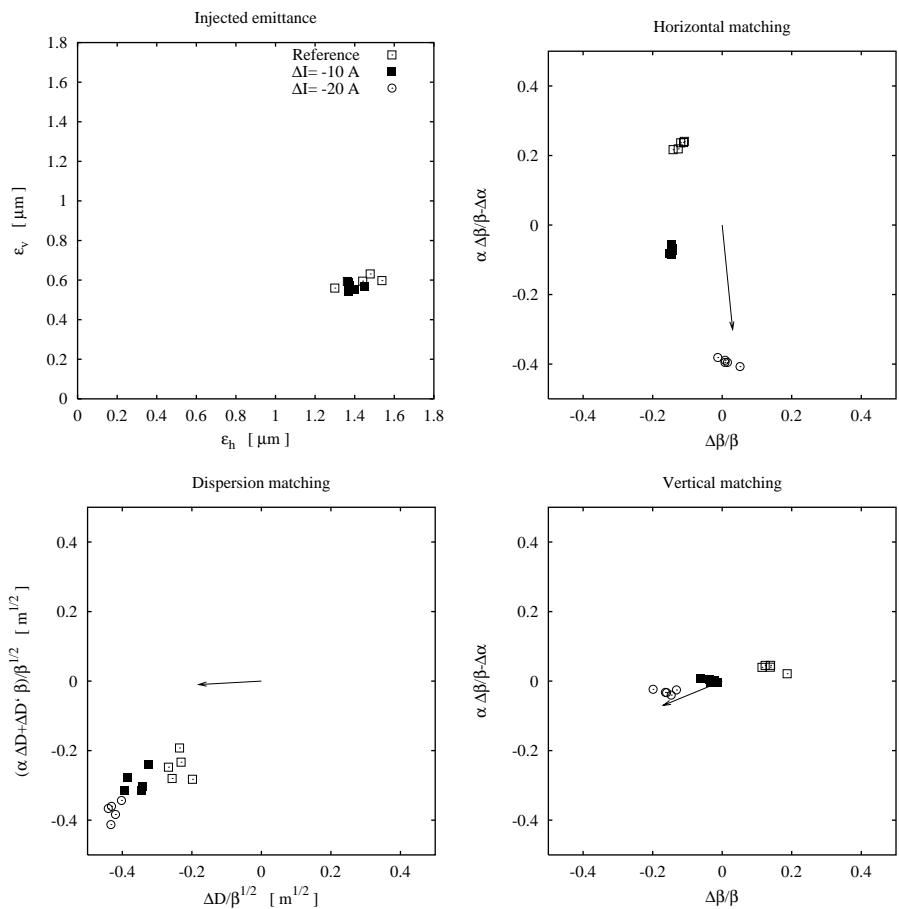 Injected emittance
1.8
1.6
1.4
1.2
1
0.8
0.6
0.4
0.2
0
0 0.2 0.4 0.6 0.8 1 1.2 1.4 1.6 1.8
ε_v [ μm ]
ε_h [ μm ]
Reference
ΔI= -10 A
ΔI= -20 A
Horizontal matching
0.4
0.2
0
-0.2
-0.4
-0.4 -0.2 0 0.2 0.4
α Δβ/β-Δα
Δβ/β
Dispersion matching
0.4
0.2
0
-0.2
-0.4
-0.4 -0.2 0 0.2 0.4
(α ΔD+ΔD‘ β)/β^{1/2} [ m^{1/2} ]
ΔD/β^{1/2} [ m^{1/2} ]
Vertical matching
0.4
0.2
0
-0.2
-0.4
-0.4 -0.2 0 0.2 0.4
α Δβ/β-Δα
Δβ/β